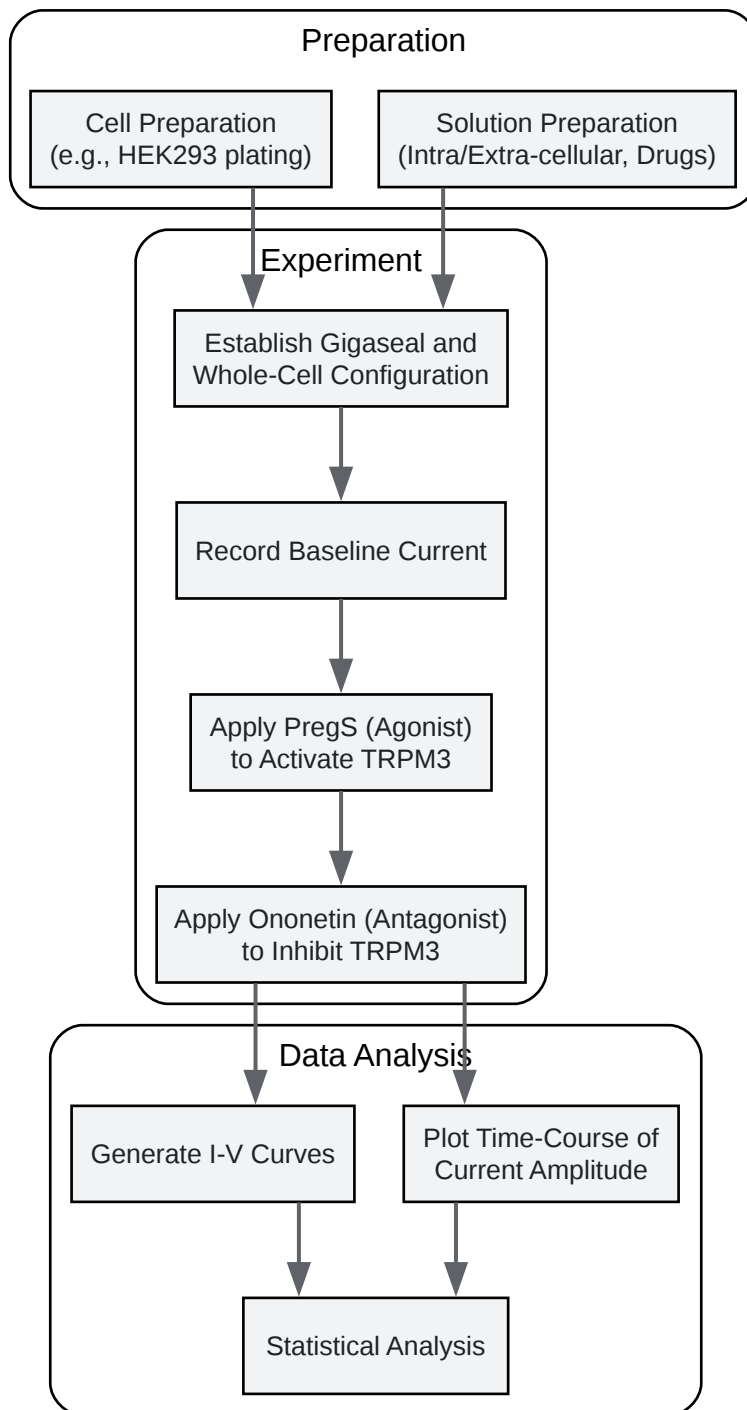 Preparation
Cell Preparation
(e.g., HEK293 plating)
Solution Preparation
(Intra/Extra-cellular, Drugs)
Experiment
Establish Gigaseal and
Whole-Cell Configuration
Record Baseline Current
Apply PregS (Agonist)
to Activate TRPM3
Apply Ononetin (Antagonist)
to Inhibit TRPM3
Data Analysis
Generate I-V Curves
Plot Time-Course of
Current Amplitude
Statistical Analysis